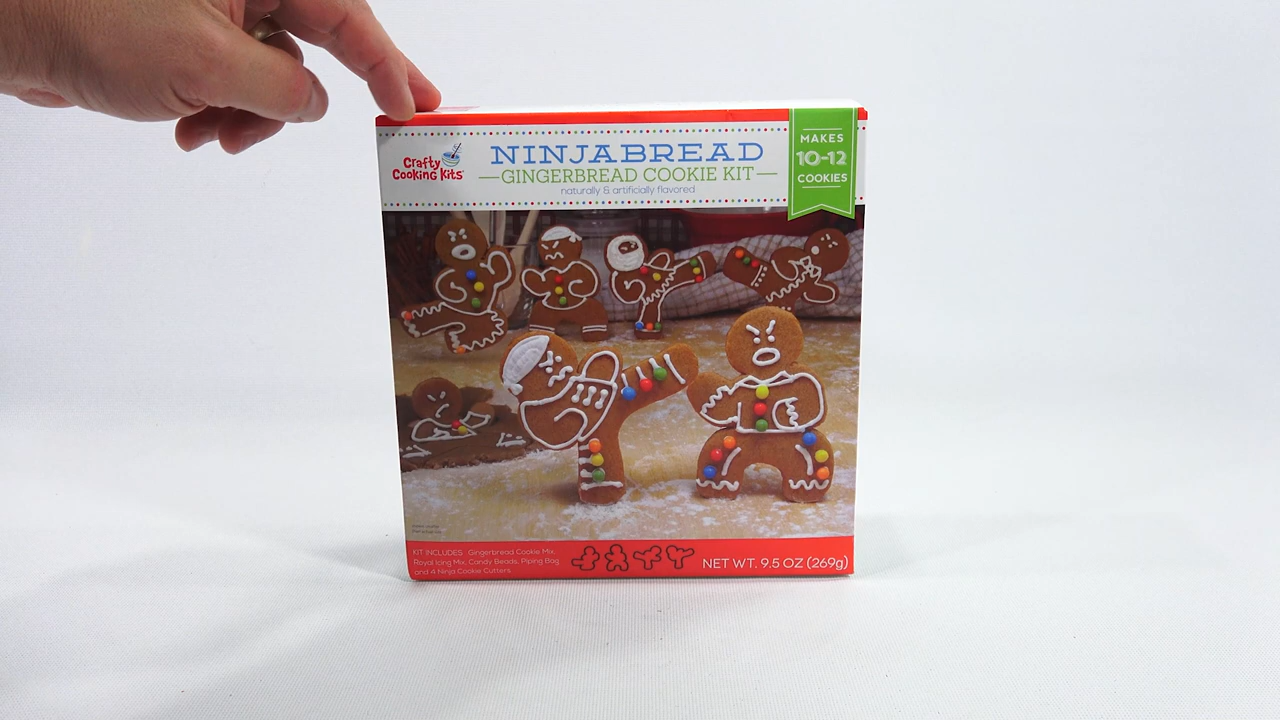 Crafty
Cooking Kits
NINJABREAD
GINGERBREAD COOKIE KIT
naturally & artificially flavored
MAKES
10-12
COOKIES
KIT INCLUDES Gingerbread Cookie Mix,
Royal Icing Mix, Candy Beads, Piping Bag
and 4 Ninja Cookie Cutters
NET WT. 9.5 OZ (269g)